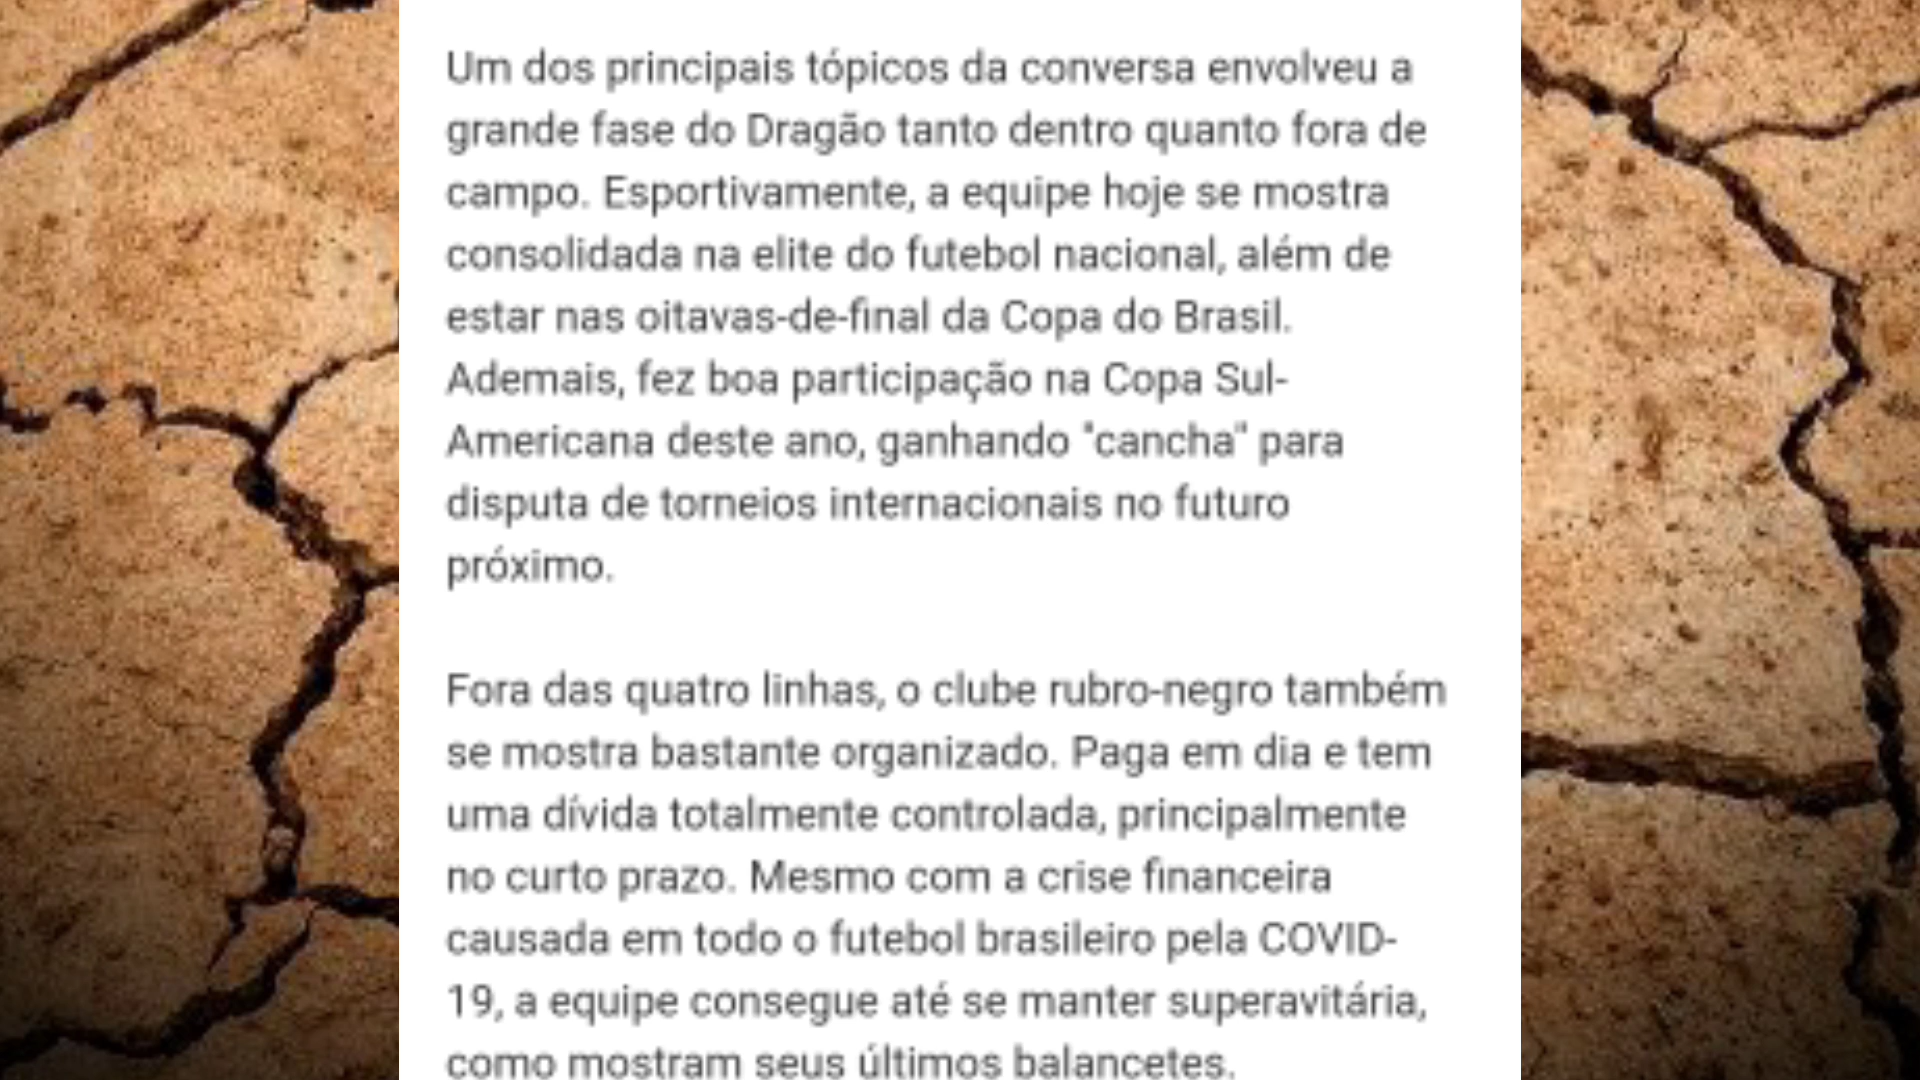 Um dos principais tópicos da conversa envolveu a
grande fase do Dragão tanto dentro quanto fora de
campo. Esportivamente, a equipe hoje se mostra
consolidada na elite do futebol nacional, além de
estar nas oitavas-de-final da Copa do Brasil.
Ademais, fez boa participação na Copa Sul-
Americana deste ano, ganhando "cancha" para
disputa de torneios internacionais no futuro
próximo.
Fora das quatro linhas, o clube rubro-negro também
se mostra bastante organizado. Paga em dia e tem
uma dívida totalmente controlada, principalmente
no curto prazo. Mesmo com a crise financeira
causada em todo o futebol brasileiro pela COVID-
19, a equipe consegue até se manter superavitária,
como mostram seus últimos balancetes.